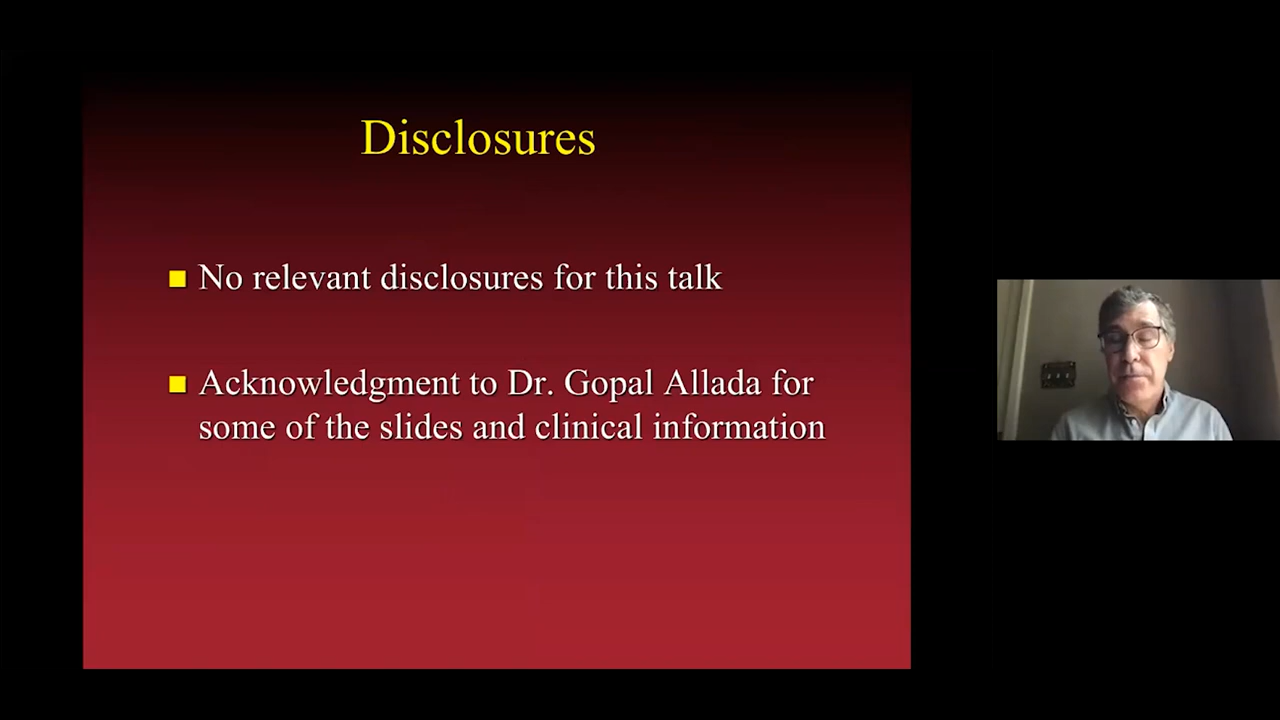 Disclosures
No relevant disclosures for this talk
Acknowledgment to Dr. Gopal Allada for
some of the slides and clinical information